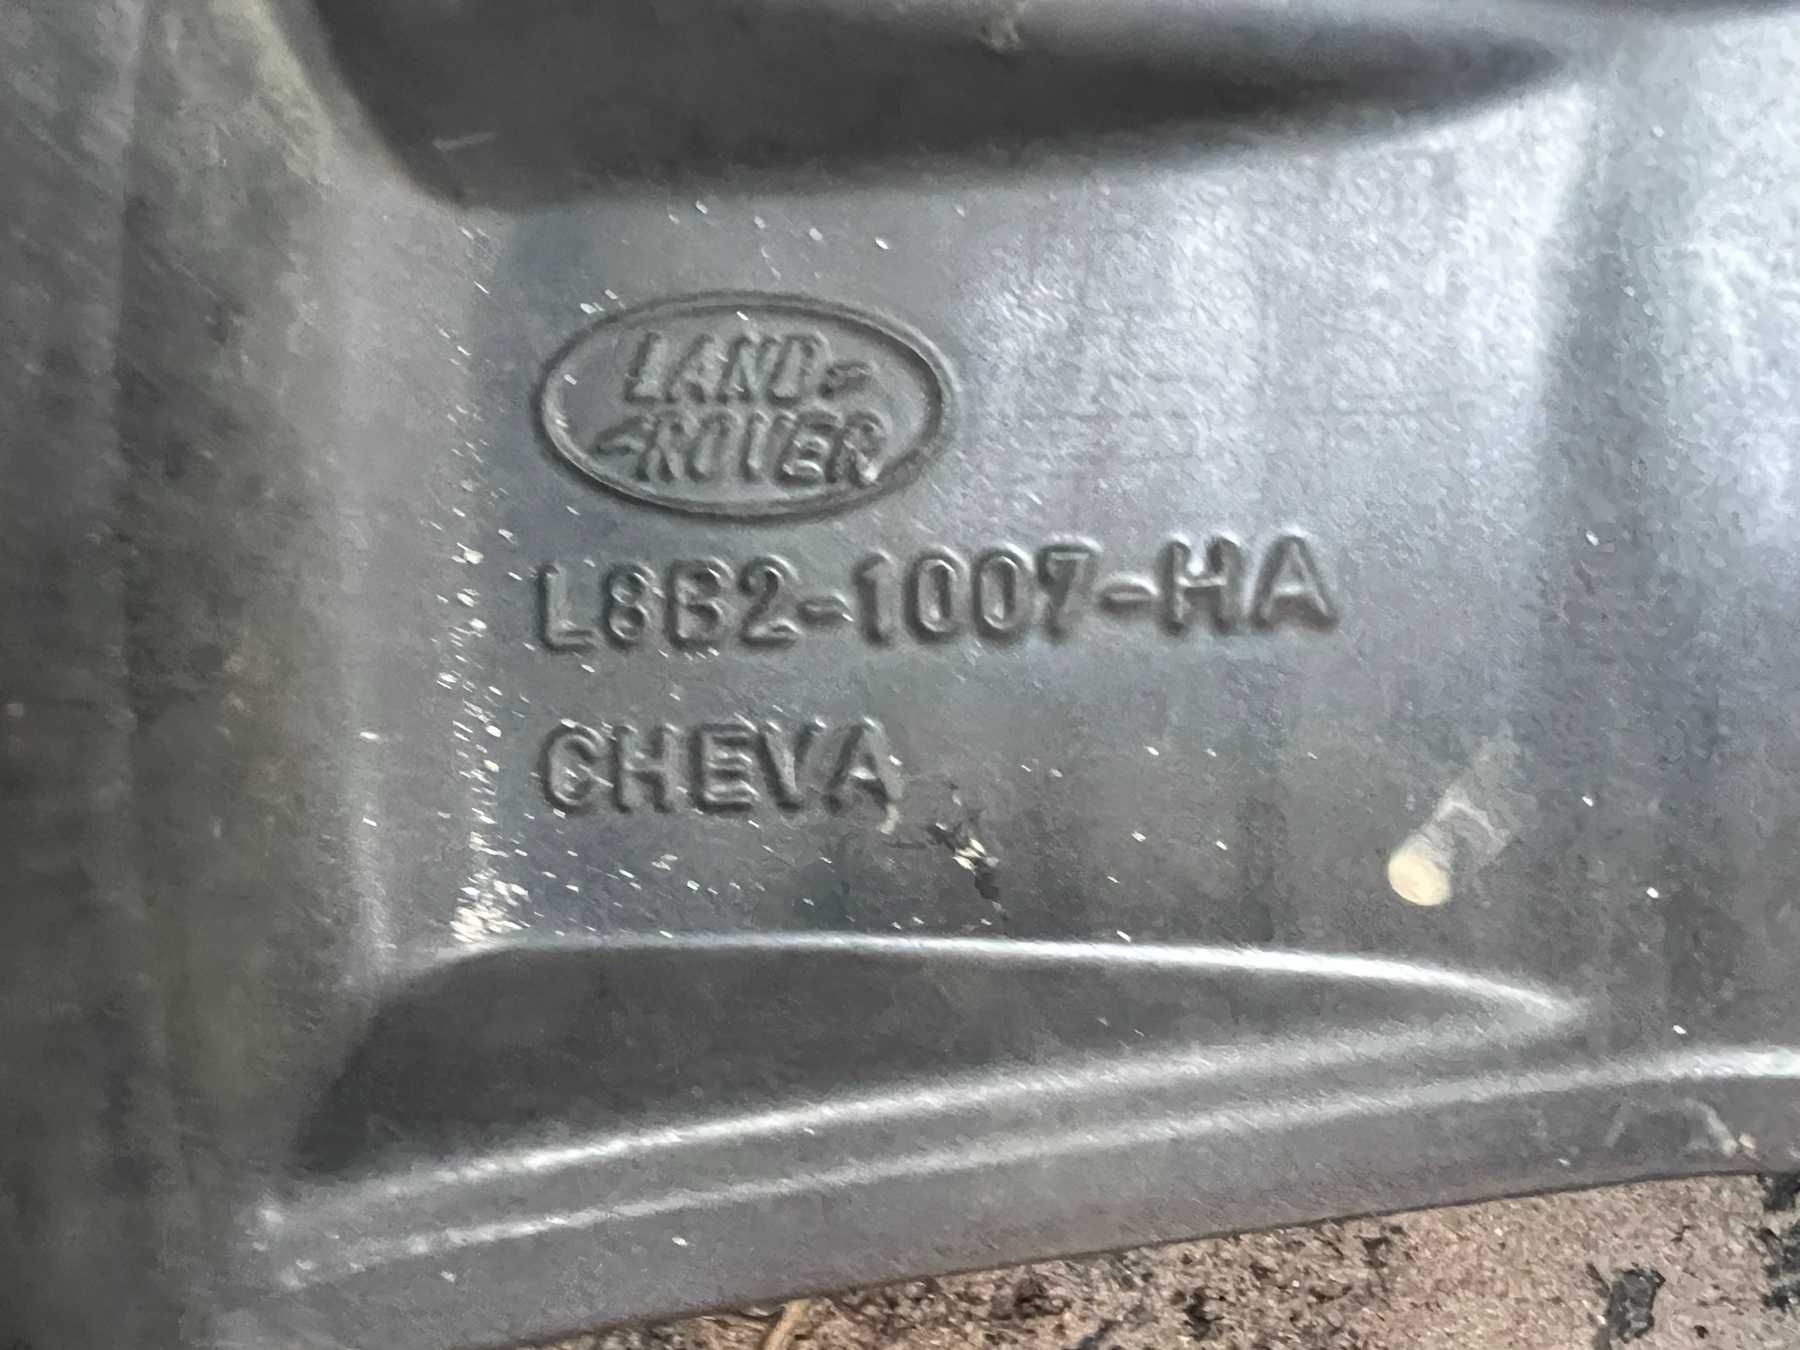 LAND-
-ROVER
L8B2-1007-HA
CHEVA